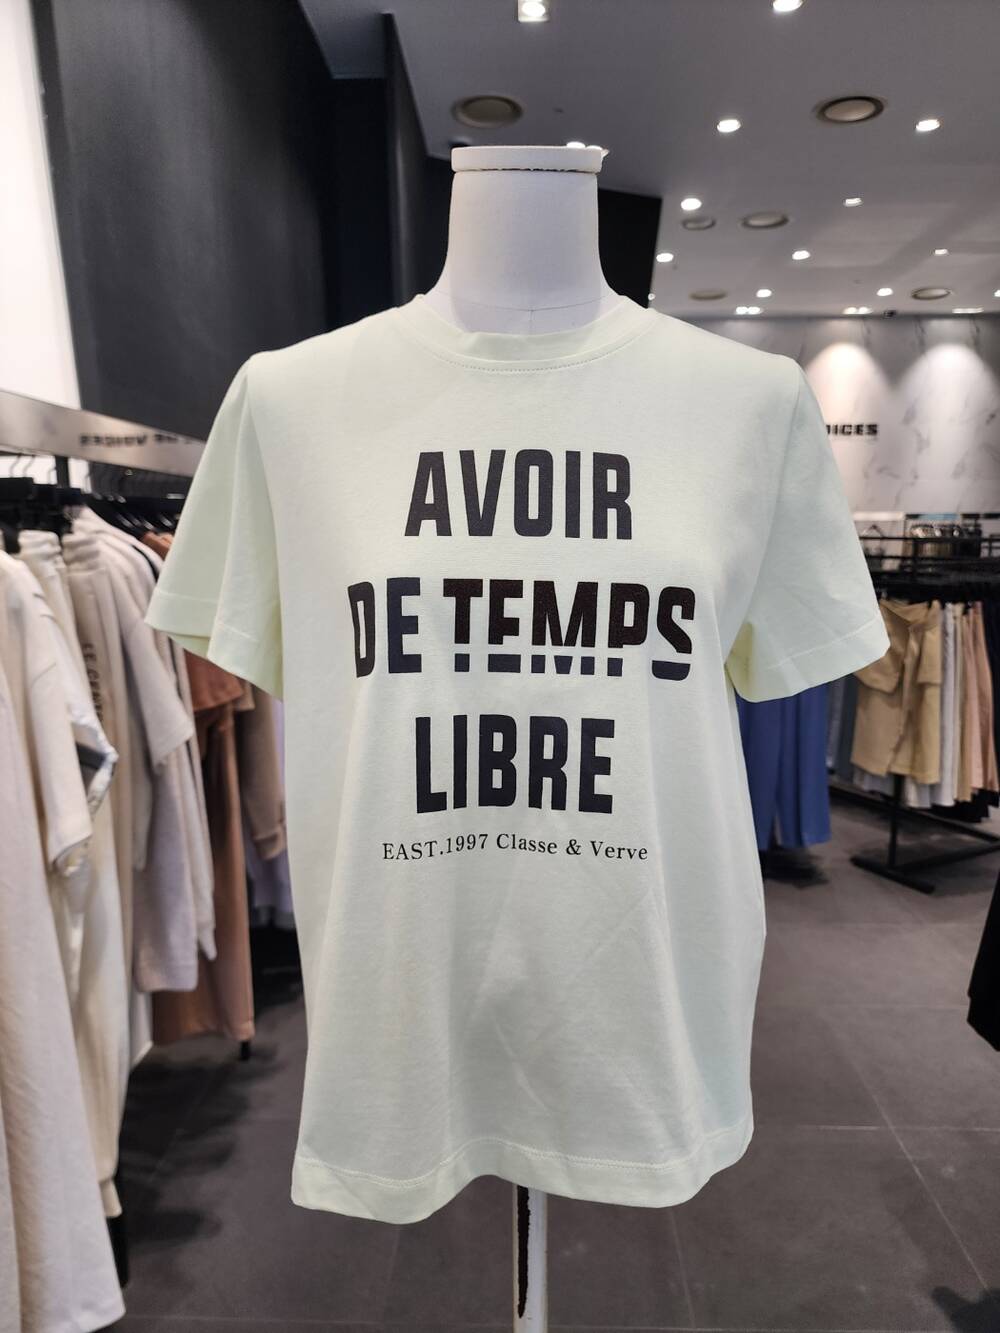 AVOIR
DE TEMPS
LIBRE
EAST.1997 Classe & Verve